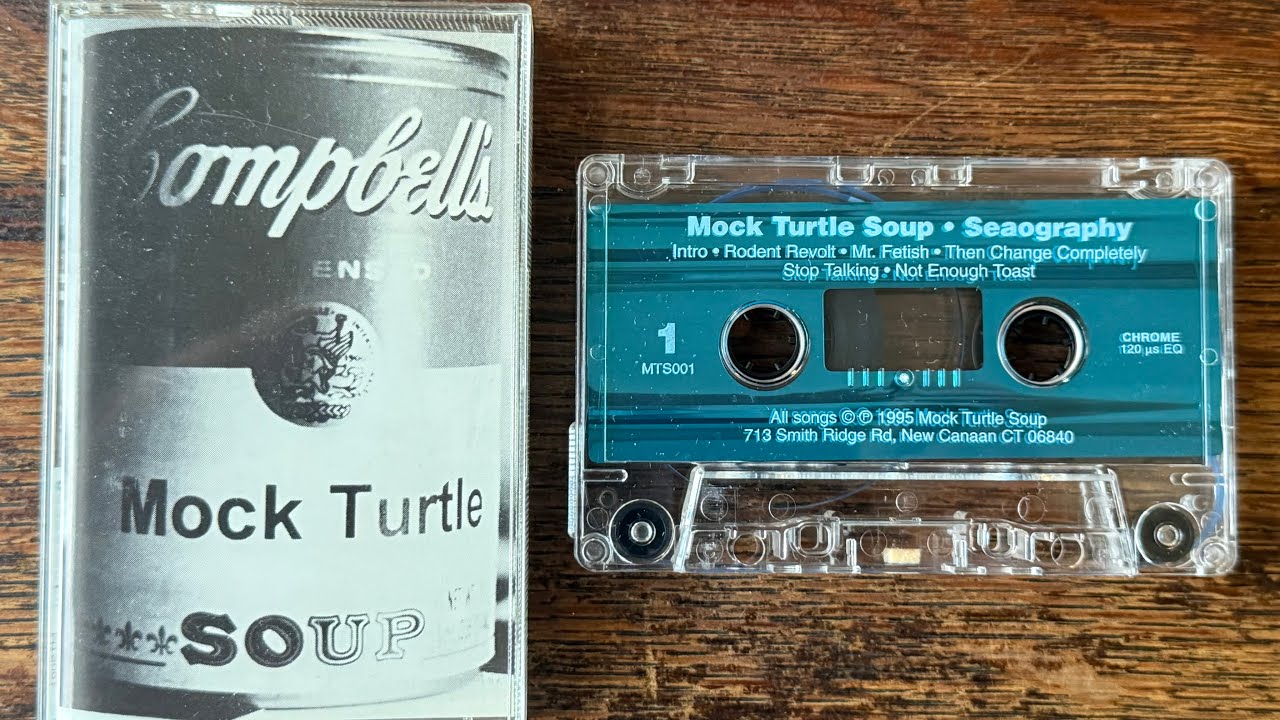 Campbell's
ENS D
Mock Turtle
SOUP
Mock Turtle Soup • Seaography
Intro • Rodent Revolt • Mr. Fetish • Then Change Completely
Stop Talking • Not Enough Toast
1
MTS001
CHROME
120 µs EQ
All songs © ℗ 1995 Mock Turtle Soup
713 Smith Ridge Rd, New Canaan CT 06840